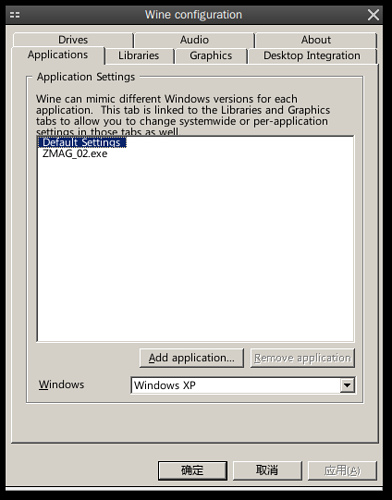 Wine configuration
Drives Audio About
Applications Libraries Graphics Desktop Integration
Application Settings
Wine can mimic different Windows versions for each
application. This tab is linked to the Libraries and Graphics
tabs to allow you to change systemwide or per-application
settings in those tabs as well
Default Settings
ZMAG_02.exe
Add application... Remove application
Windows Windows XP
确定 取消 应用(A)